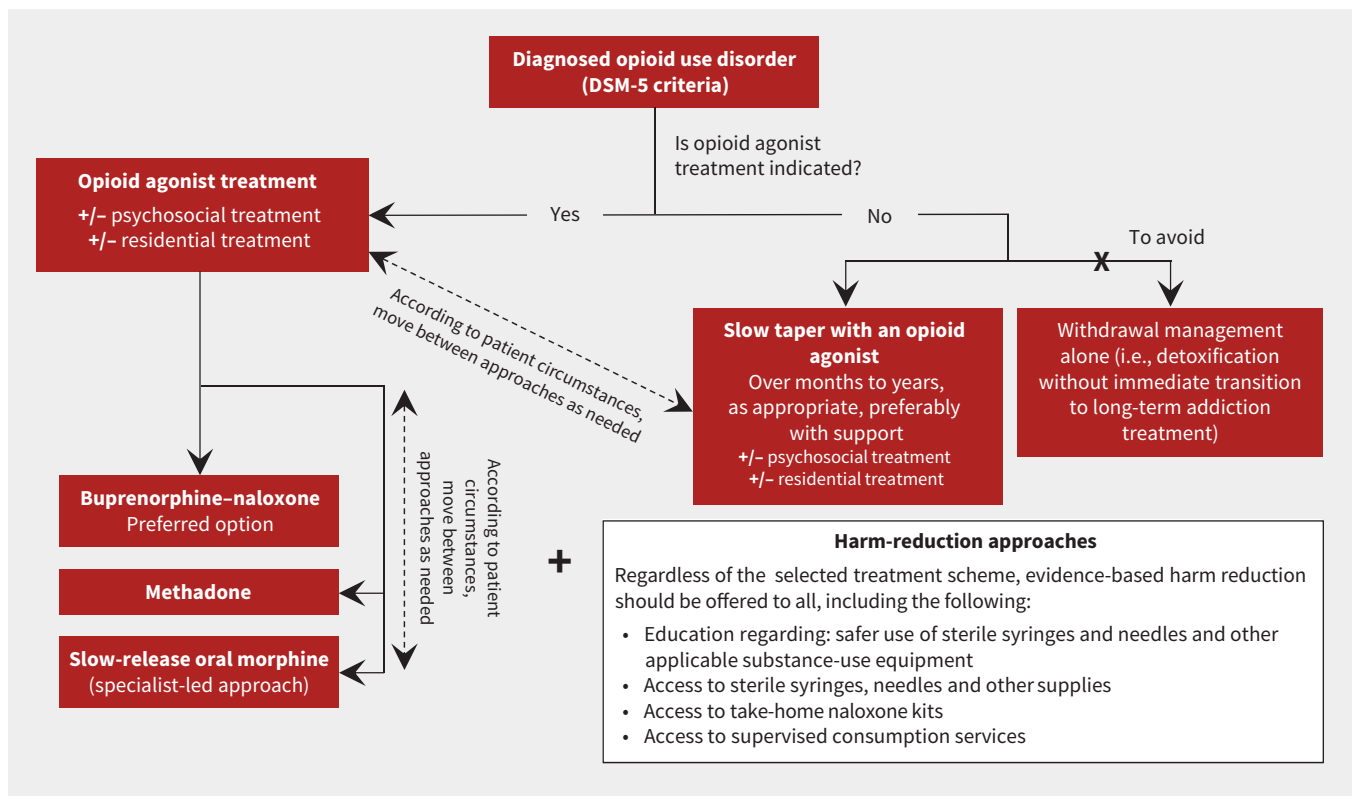 Diagnosed opioid use disorder
(DSM-5 criteria)
Is opioid agonist
treatment indicated?
Opioid agonist treatment
+/– psychosocial treatment
+/– residential treatment
Yes
No
To avoid
X
According to patient circumstances,
move between approaches as needed
Slow taper with an opioid
agonist
Over months to years,
as appropriate, preferably
with support
+/– psychosocial treatment
+/– residential treatment
Withdrawal management
alone (i.e., detoxification
without immediate transition
to long-term addiction
treatment)
According to patient
circumstances,
move between
approaches as needed
Buprenorphine–naloxone
Preferred option
Methadone
Slow-release oral morphine
(specialist-led approach)
+
Harm-reduction approaches
Regardless of the selected treatment scheme, evidence-based harm reduction
should be offered to all, including the following:
• Education regarding: safer use of sterile syringes and needles and other
applicable substance-use equipment
• Access to sterile syringes, needles and other supplies
• Access to take-home naloxone kits
• Access to supervised consumption services